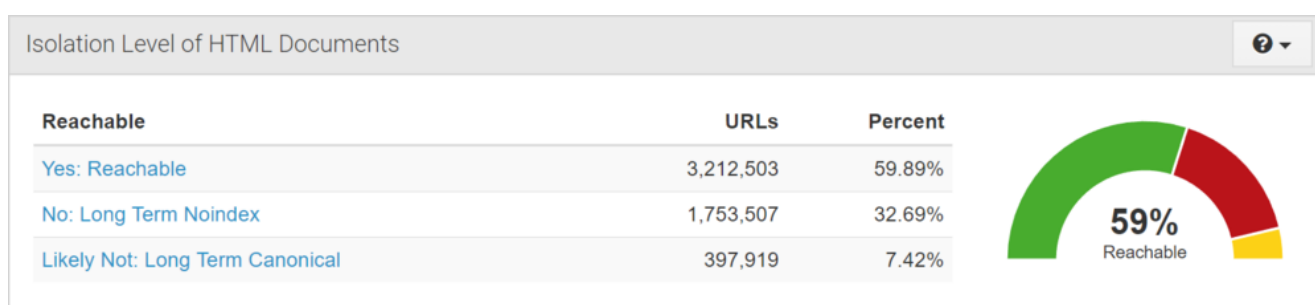 Isolation Level of HTML Documents
Reachable URLs Percent
Yes: Reachable 3,212,503 59.89%
No: Long Term Noindex 1,753,507 32.69%
Likely Not: Long Term Canonical 397,919 7.42%
59%
Reachable